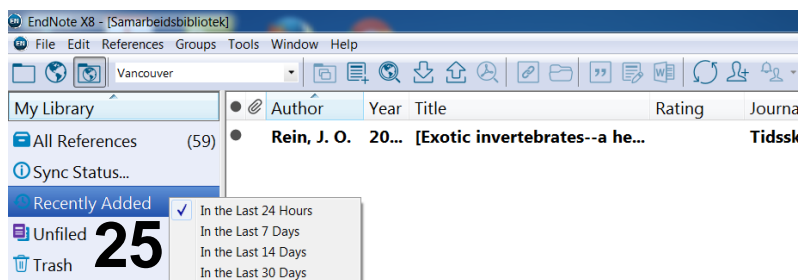 EndNote X8 - [Samarbeidsbibliotek]
File Edit References Groups Tools Window Help
Vancouver
My Library Author Year Title Rating Journa
All References (59) Rein, J. O. 20... [Exotic invertebrates--a he... Tidssk
Sync Status...
Recently Added
In the Last 24 Hours
Unfiled
In the Last 7 Days
25
In the Last 14 Days
Trash
In the Last 30 Days